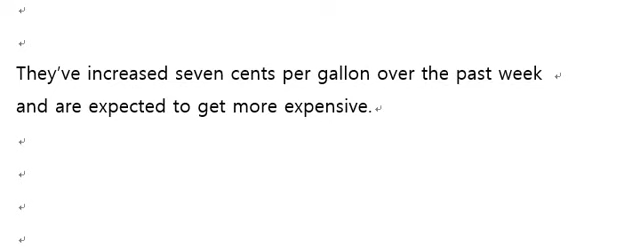 They’ve increased seven cents per gallon over the past week
and are expected to get more expensive.